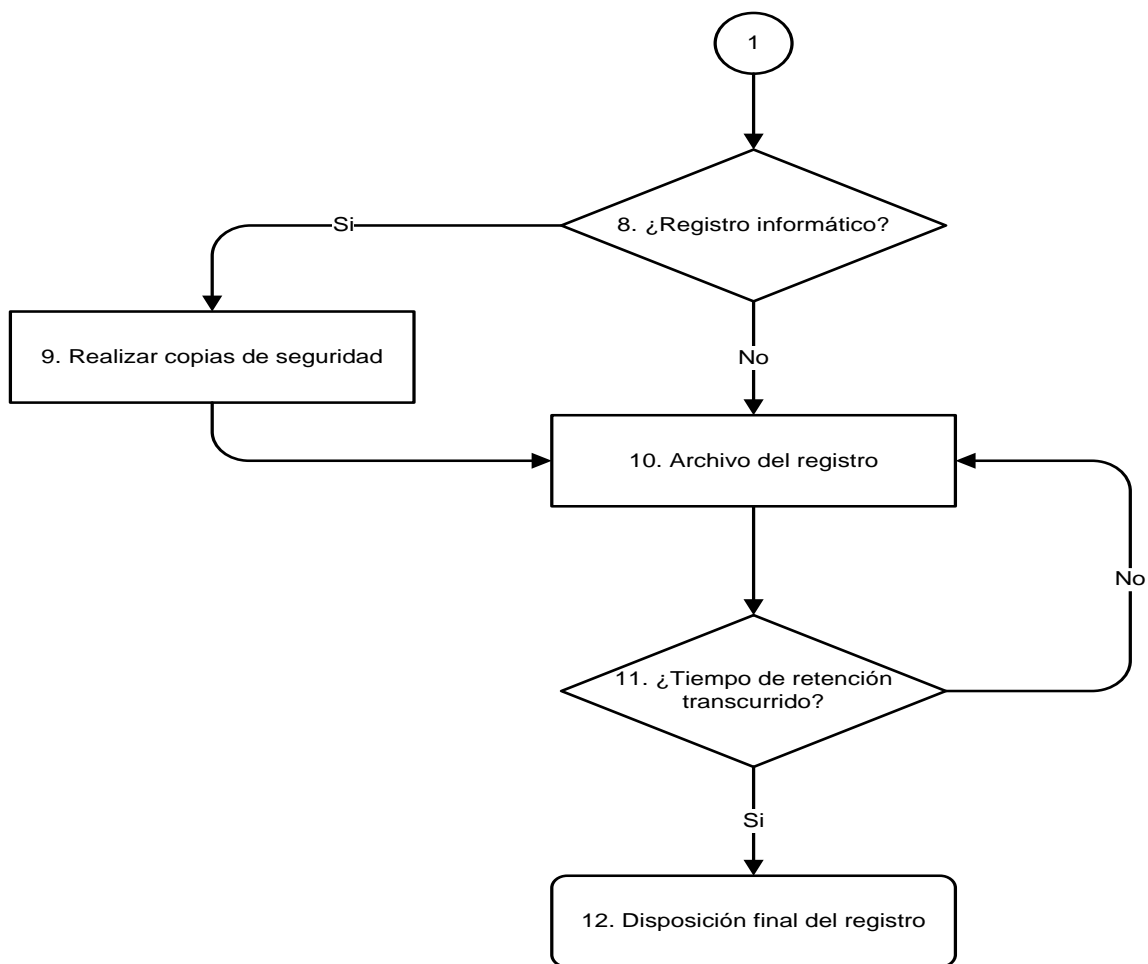 1
8. ¿Registro informático?
Si
9. Realizar copias de seguridad
No
10. Archivo del registro
No
11. ¿Tiempo de retención
transcurrido?
Si
12. Disposición final del registro